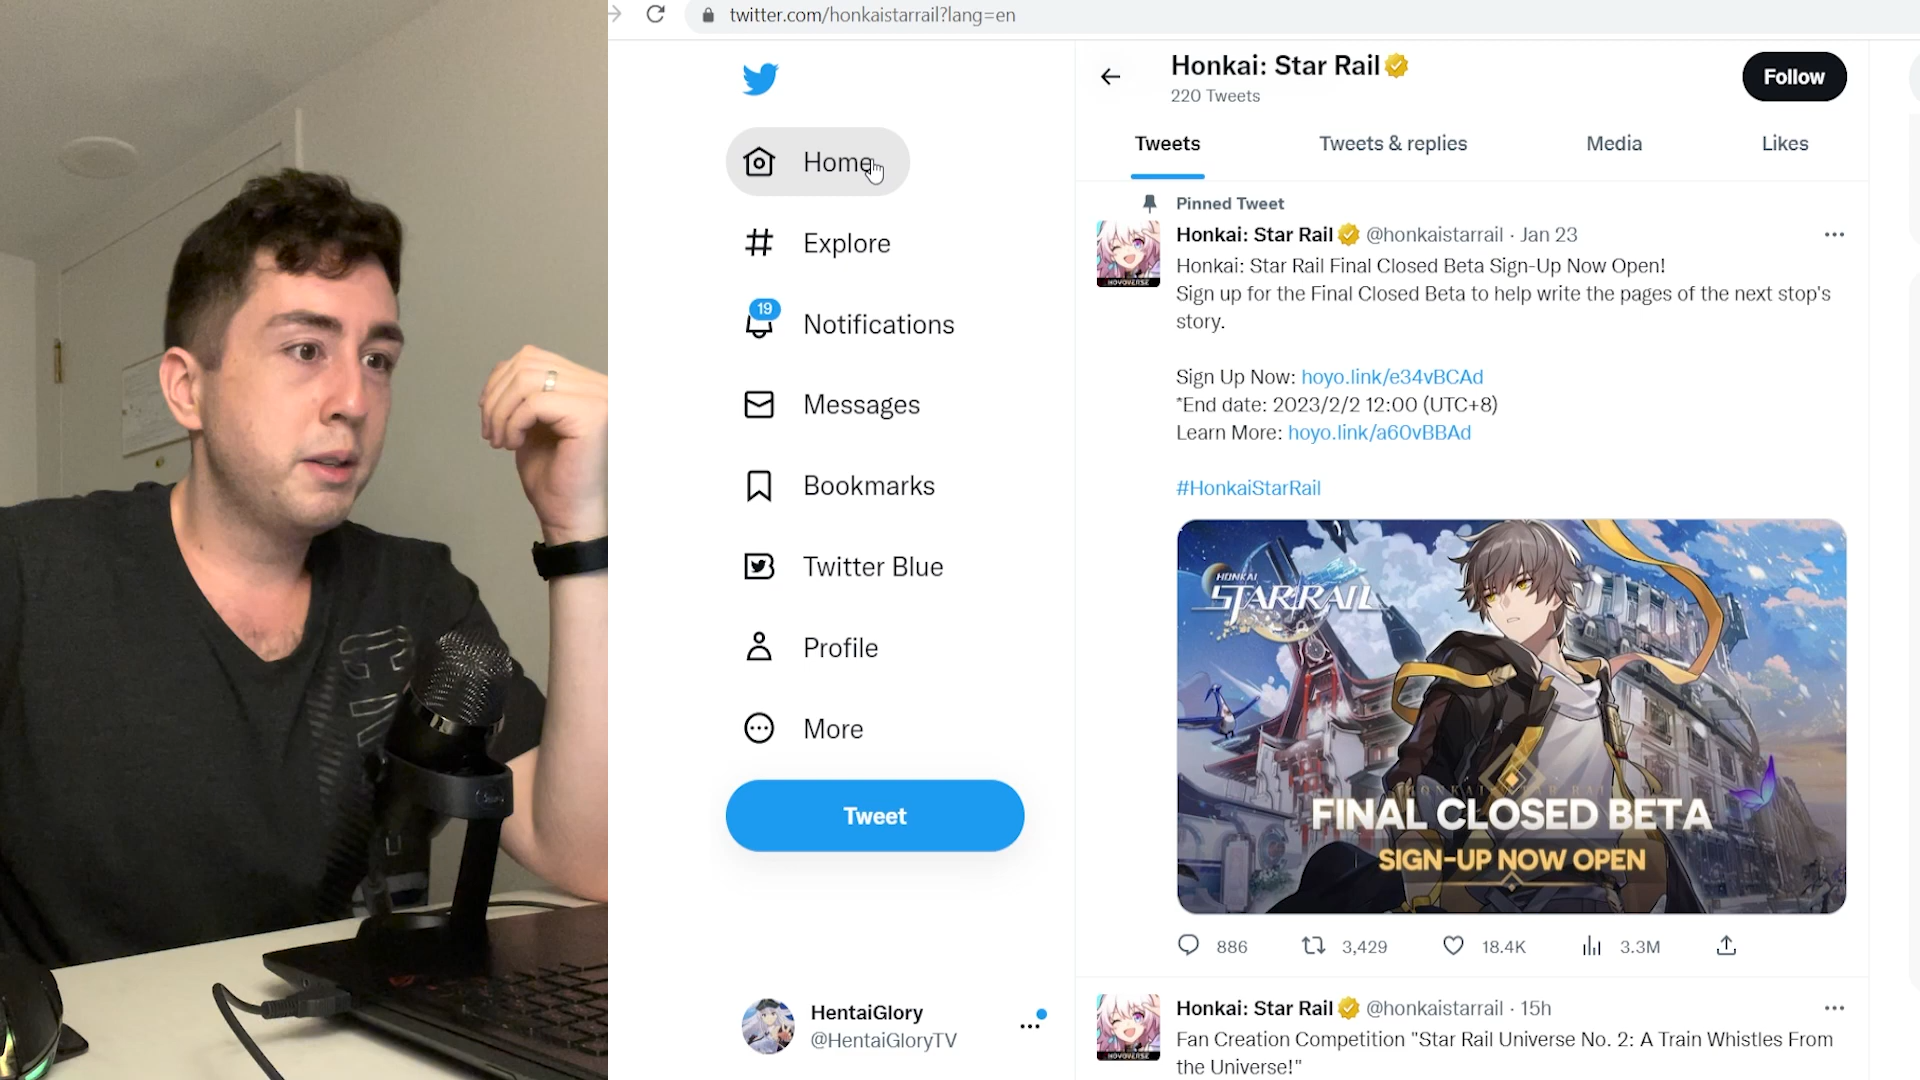 twitter.com/honkaistarrail?lang=en
Home
Explore
19
Notifications
Messages
Bookmarks
Twitter Blue
Profile
More
Tweet
HentaiGlory
@HentaiGloryTV
Honkai: Star Rail
220 Tweets
Follow
Tweets
Tweets & replies
Media
Likes
Pinned Tweet
Honkai: Star Rail @honkaistarrail · Jan 23
Honkai: Star Rail Final Closed Beta Sign-Up Now Open!
Sign up for the Final Closed Beta to help write the pages of the next stop's
story.
Sign Up Now: hoyo.link/e34vBCAd
*End date: 2023/2/2 12:00 (UTC+8)
Learn More: hoyo.link/a6OvBBAd
#HonkaiStarRail
HONKAI
STAR RAIL
FINAL CLOSED BETA
SIGN-UP NOW OPEN
886
3,429
18.4K
3.3M
HOYOVERSE
Honkai: Star Rail @honkaistarrail · 15h
Fan Creation Competition "Star Rail Universe No. 2: A Train Whistles From
the Universe!"
HOYOVERSE